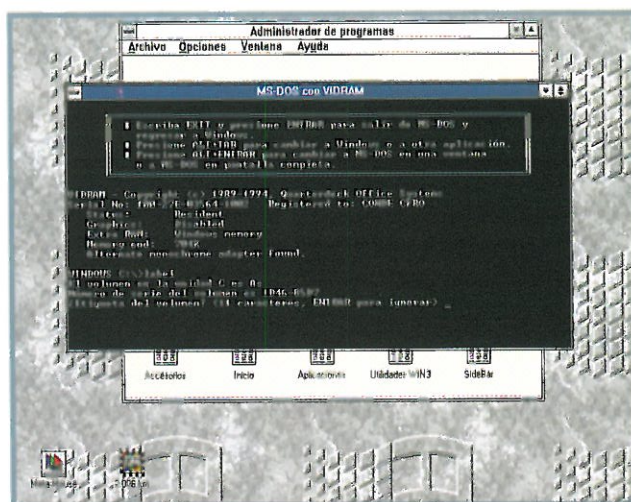 Administrador de programas
Archivo Opciones Ventana Ayuda
MS-DOS con VIDRAM
Escriba EXIT y presione ENTRAR para salir de MS-DOS y
regresar a Windows.
Presione ALT+TAB para cambiar a Windows o a otra aplicación.
Presione ALT+ENTRAR para cambiar a MS-DOS en una ventana
o a MS-DOS en pantalla completa.
VIDRAM - Copyright (c) 1989-1994, Quarterdeck Office Systems
Serial No: Registered to: CONDE CFRO
Status: Resident
Graphics: Disabled
Extra RAM: Windows memory
Memory end: 704K
Alternate monochrome adapter found.
WINDOWS C:\>label
El volumen en la unidad C es
Número de serie del volumen es
¿Etiqueta del volumen? (11 caracteres, ENTRAR para ignorar) _
Accesorios Inicio Aplicaciones Utilidades WIN3 SideBar